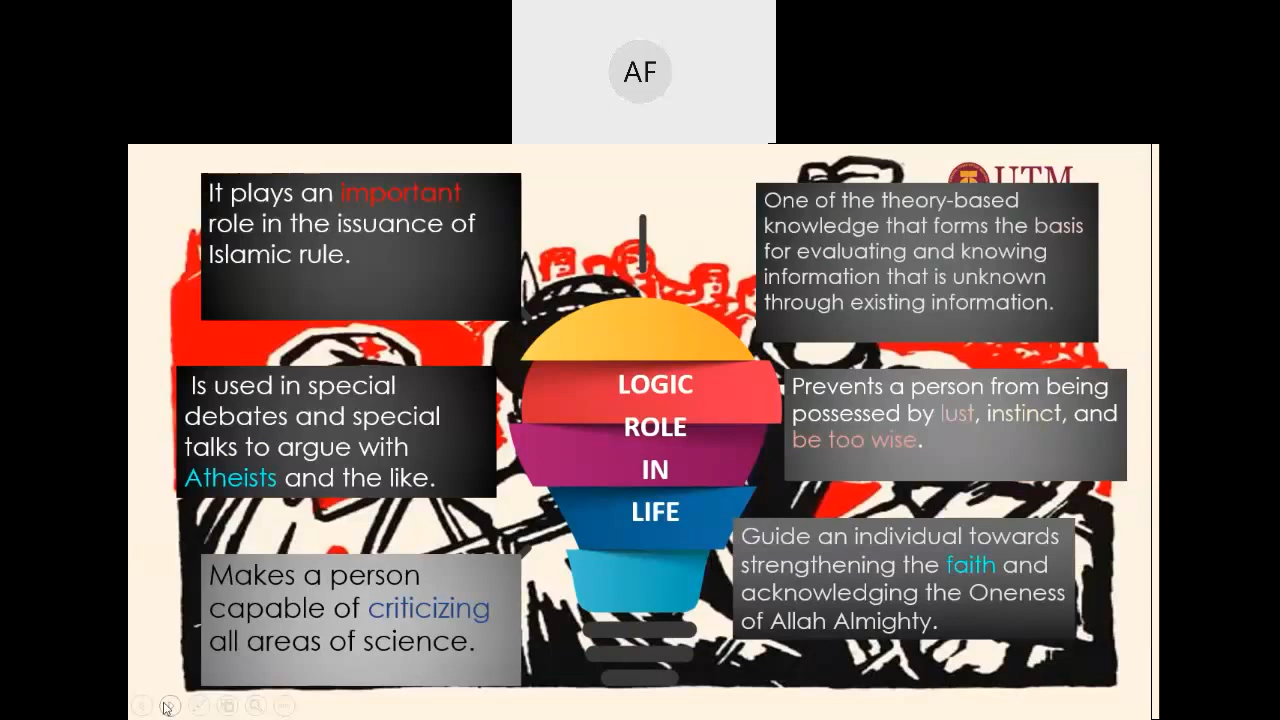 AF
UTM
It plays an important
role in the issuance of
Islamic rule.
One of the theory-based
knowledge that forms the basis
for evaluating and knowing
information that is unknown
through existing information.
Is used in special
debates and special
talks to argue with
Atheists and the like.
LOGIC
ROLE
IN
LIFE
Prevents a person from being
possessed by lust, instinct, and
be too wise.
Makes a person
capable of criticizing
all areas of science.
Guide an individual towards
strengthening the faith and
acknowledging the Oneness
of Allah Almighty.